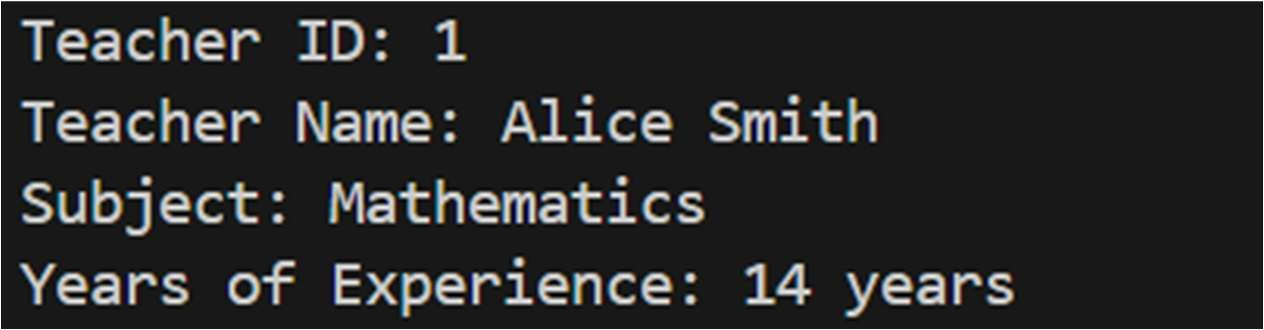 Teacher ID: 1
Teacher Name: Alice Smith
Subject: Mathematics
Years of Experience: 14 years